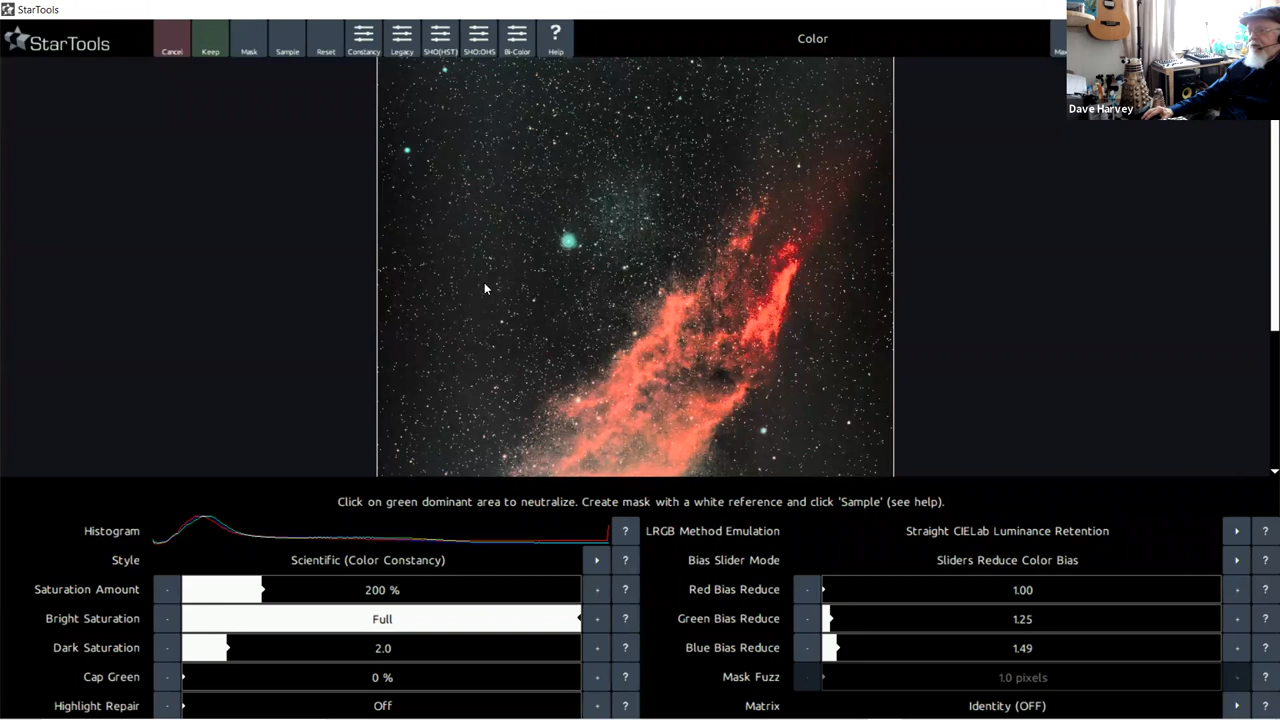 StarTools
StarTools
Cancel
Keep
Mask
Sample
Reset
Constancy
Legacy
SHO(HST)
SHO:OHS
Bi-Color
?
Help
Color
Dave Harvey
Click on green dominant area to neutralize. Create mask with a white reference and click 'Sample' (see help).
Histogram ?
LRGB Method Emulation Straight CIELab Luminance Retention ?
Style Scientific (Color Constancy) ?
Bias Slider Mode Sliders Reduce Color Bias ?
Saturation Amount - 200 % + ?
Red Bias Reduce - 1.00 + ?
Bright Saturation - Full + ?
Green Bias Reduce - 1.25 + ?
Dark Saturation - 2.0 + ?
Blue Bias Reduce - 1.49 + ?
Cap Green - 0 % + ?
Mask Fuzz - 1.0 pixels + ?
Highlight Repair - Off + ?
Matrix Identity (OFF) ?